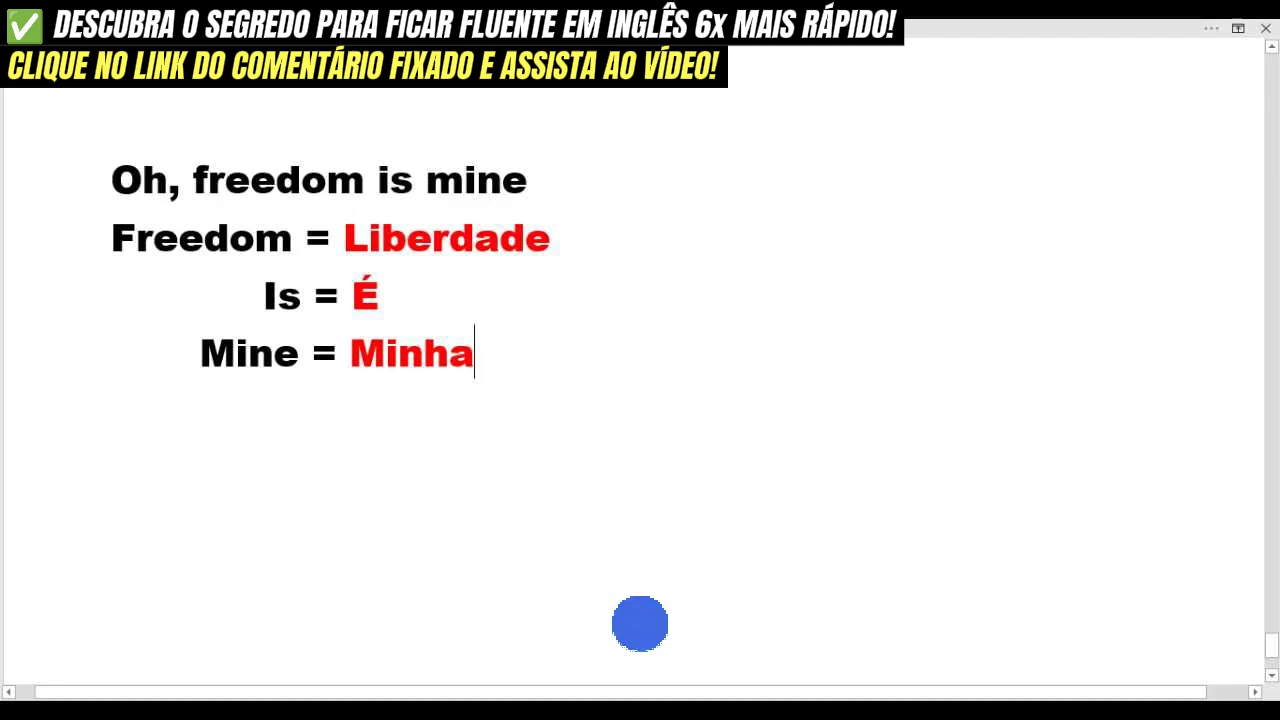 ✅ DESCUBRA O SEGREDO PARA FICAR FLUENTE EM INGLÊS 6x MAIS RÁPIDO!
CLIQUE NO LINK DO COMENTÁRIO FIXADO E ASSISTA AO VÍDEO!
Oh, freedom is mine
Freedom = Liberdade
Is = É
Mine = Minha